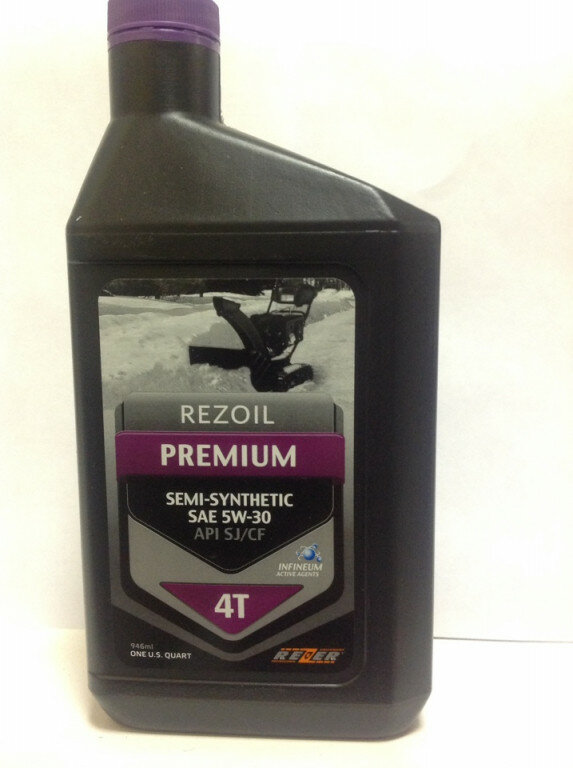 REZOIL
PREMIUM
SEMI-SYNTHETIC
SAE 5W-30
API SJ/CF
INFINEUM
ACTIVE AGENTS
4T
946ml
ONE U.S. QUART
REZER